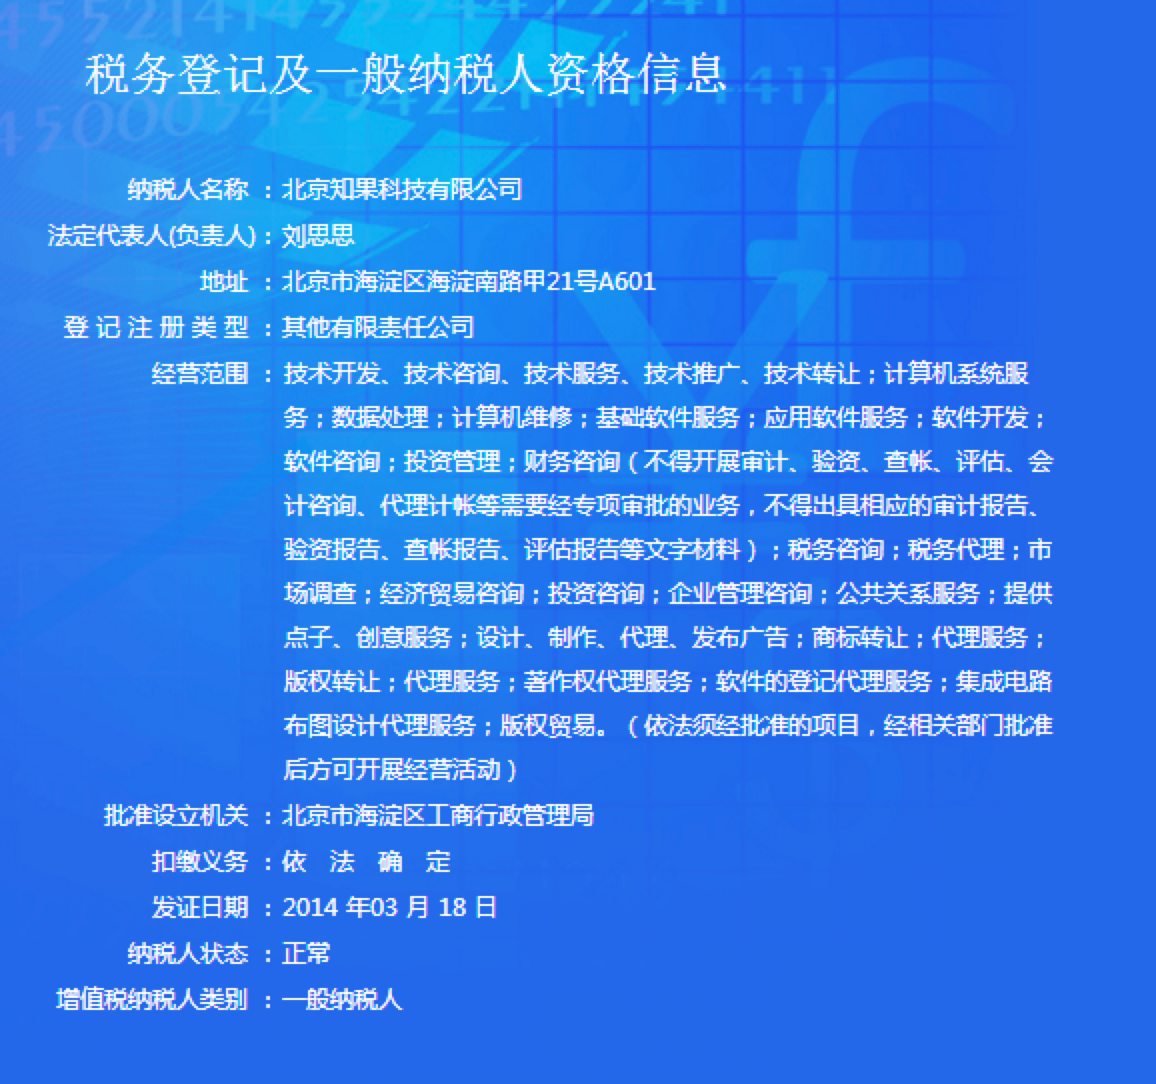 税务登记及一般纳税人资格信息
纳税人名称 ：北京知果科技有限公司
法定代表人(负责人)：刘思思
地址 ：北京市海淀区海淀南路甲21号A601
登 记 注 册 类 型 ：其他有限责任公司
经营范围 ：技术开发、技术咨询、技术服务、技术推广、技术转让；计算机系统服
务；数据处理；计算机维修；基础软件服务；应用软件服务；软件开发；
软件咨询；投资管理；财务咨询（不得开展审计、验资、查帐、评估、会
计咨询、代理计帐等需要经专项审批的业务，不得出具相应的审计报告、
验资报告、查帐报告、评估报告等文字材料）；税务咨询；税务代理；市
场调查；经济贸易咨询；投资咨询；企业管理咨询；公共关系服务；提供
点子、创意服务；设计、制作、代理、发布广告；商标转让；代理服务；
版权转让；代理服务；著作权代理服务；软件的登记代理服务；集成电路
布图设计代理服务；版权贸易。（依法须经批准的项目，经相关部门批准
后方可开展经营活动）
批准设立机关 ：北京市海淀区工商行政管理局
扣缴义务 ：依 法 确 定
发证日期 ：2014 年03 月 18 日
纳税人状态 ：正常
增值税纳税人类别 ：一般纳税人